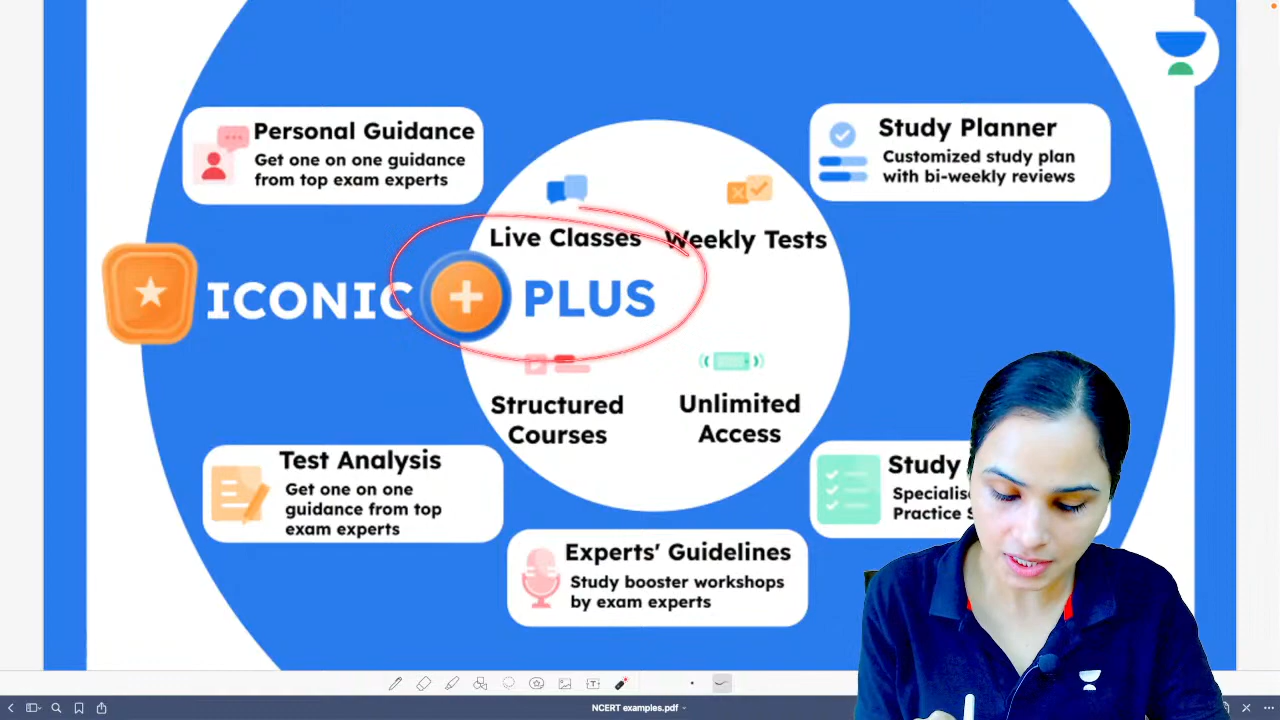 Personal Guidance
Get one on one guidance
from top exam experts
Study Planner
Customized study plan
with bi-weekly reviews
Live Classes
Weekly Tests
ICONIC
PLUS
Structured
Courses
Unlimited
Access
Test Analysis
Get one on one
guidance from top
exam experts
Study
Practice
Experts' Guidelines
Study booster workshops
by exam experts
NCERT examples.pdf